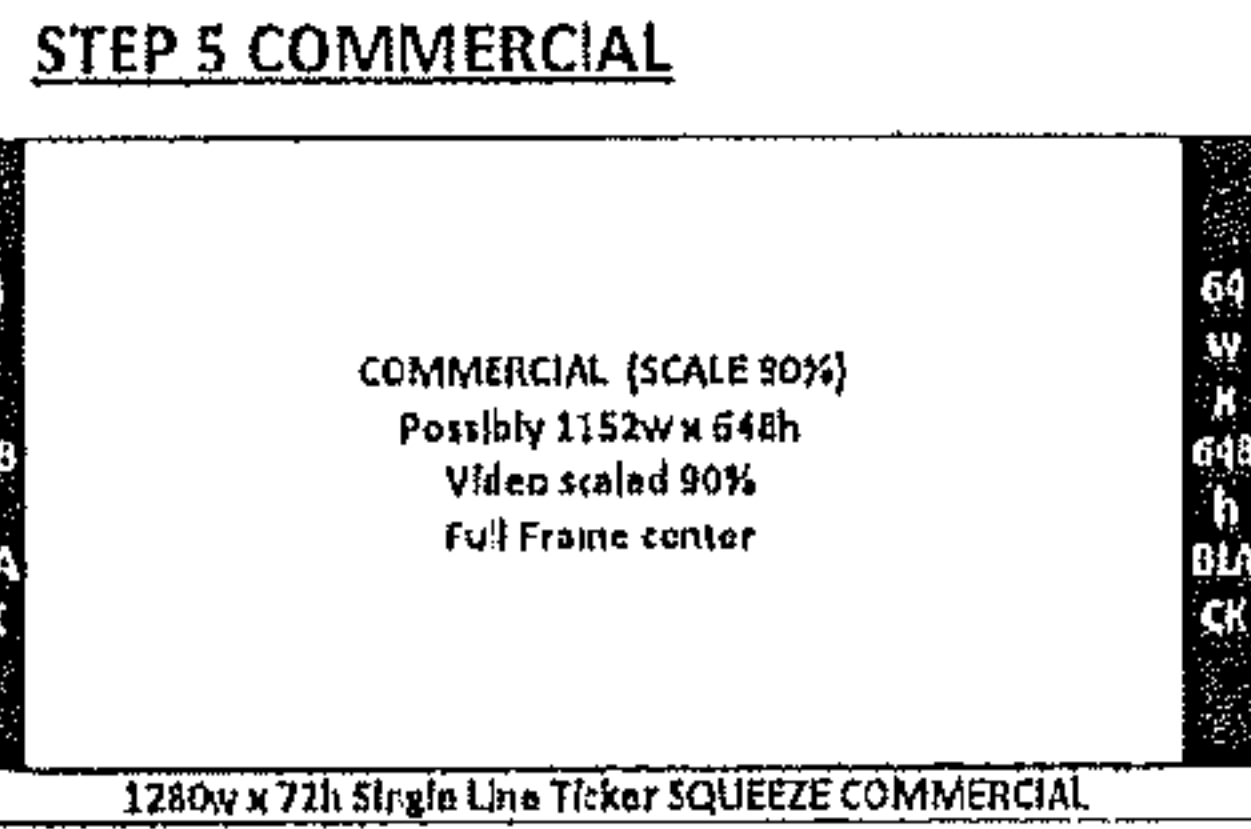 STEP 5 COMMERCIAL
COMMERCIAL (SCALE 90%)
Possibly 1152w x 648h
Video scaled 90%
Full Frame center
64
w
x
648
h
BLA
CK
1280w x 72h Single Line Ticker SQUEEZE COMMERCIAL